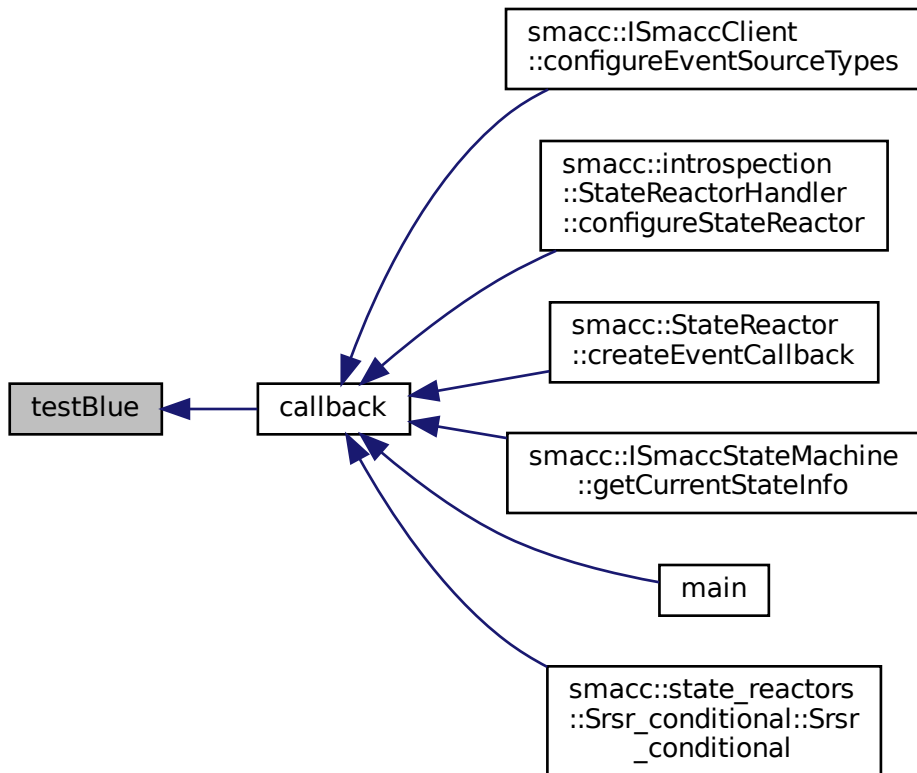 smacc::ISmaccClient
::configureEventSourceTypes
smacc::introspection
::StateReactorHandler
::configureStateReactor
smacc::StateReactor
::createEventCallback
testBlue
callback
smacc::ISmaccStateMachine
::getCurrentStateInfo
main
smacc::state_reactors
::Srsr_conditional::Srsr
_conditional